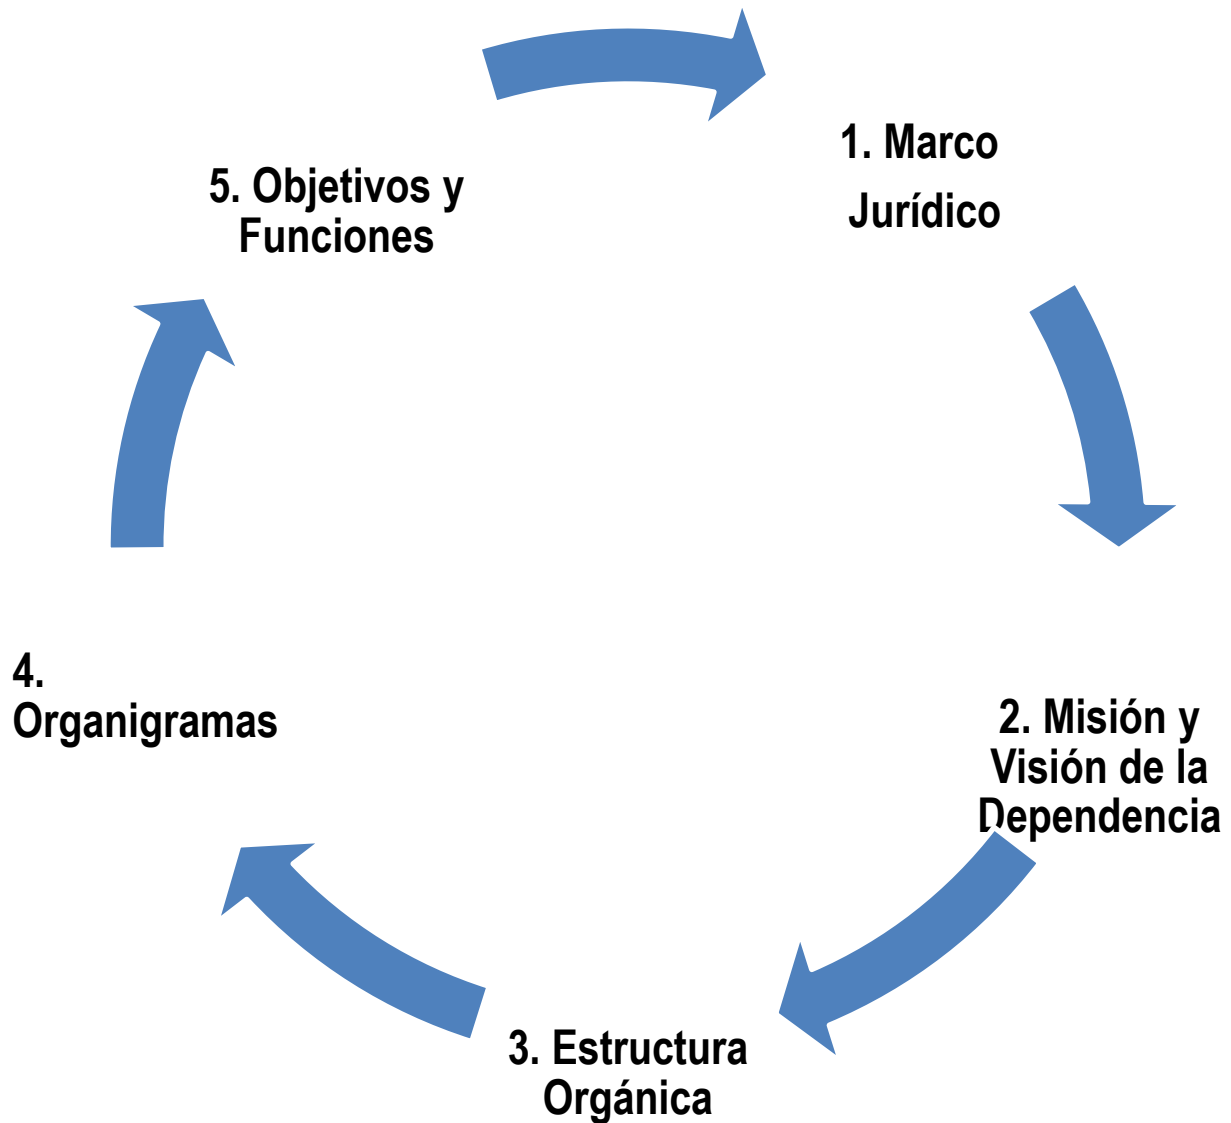 1. Marco
Jurídico
2. Misión y
Visión de la
Dependencia
3. Estructura
Orgánica
4.
Organigramas
5. Objetivos y
Funciones